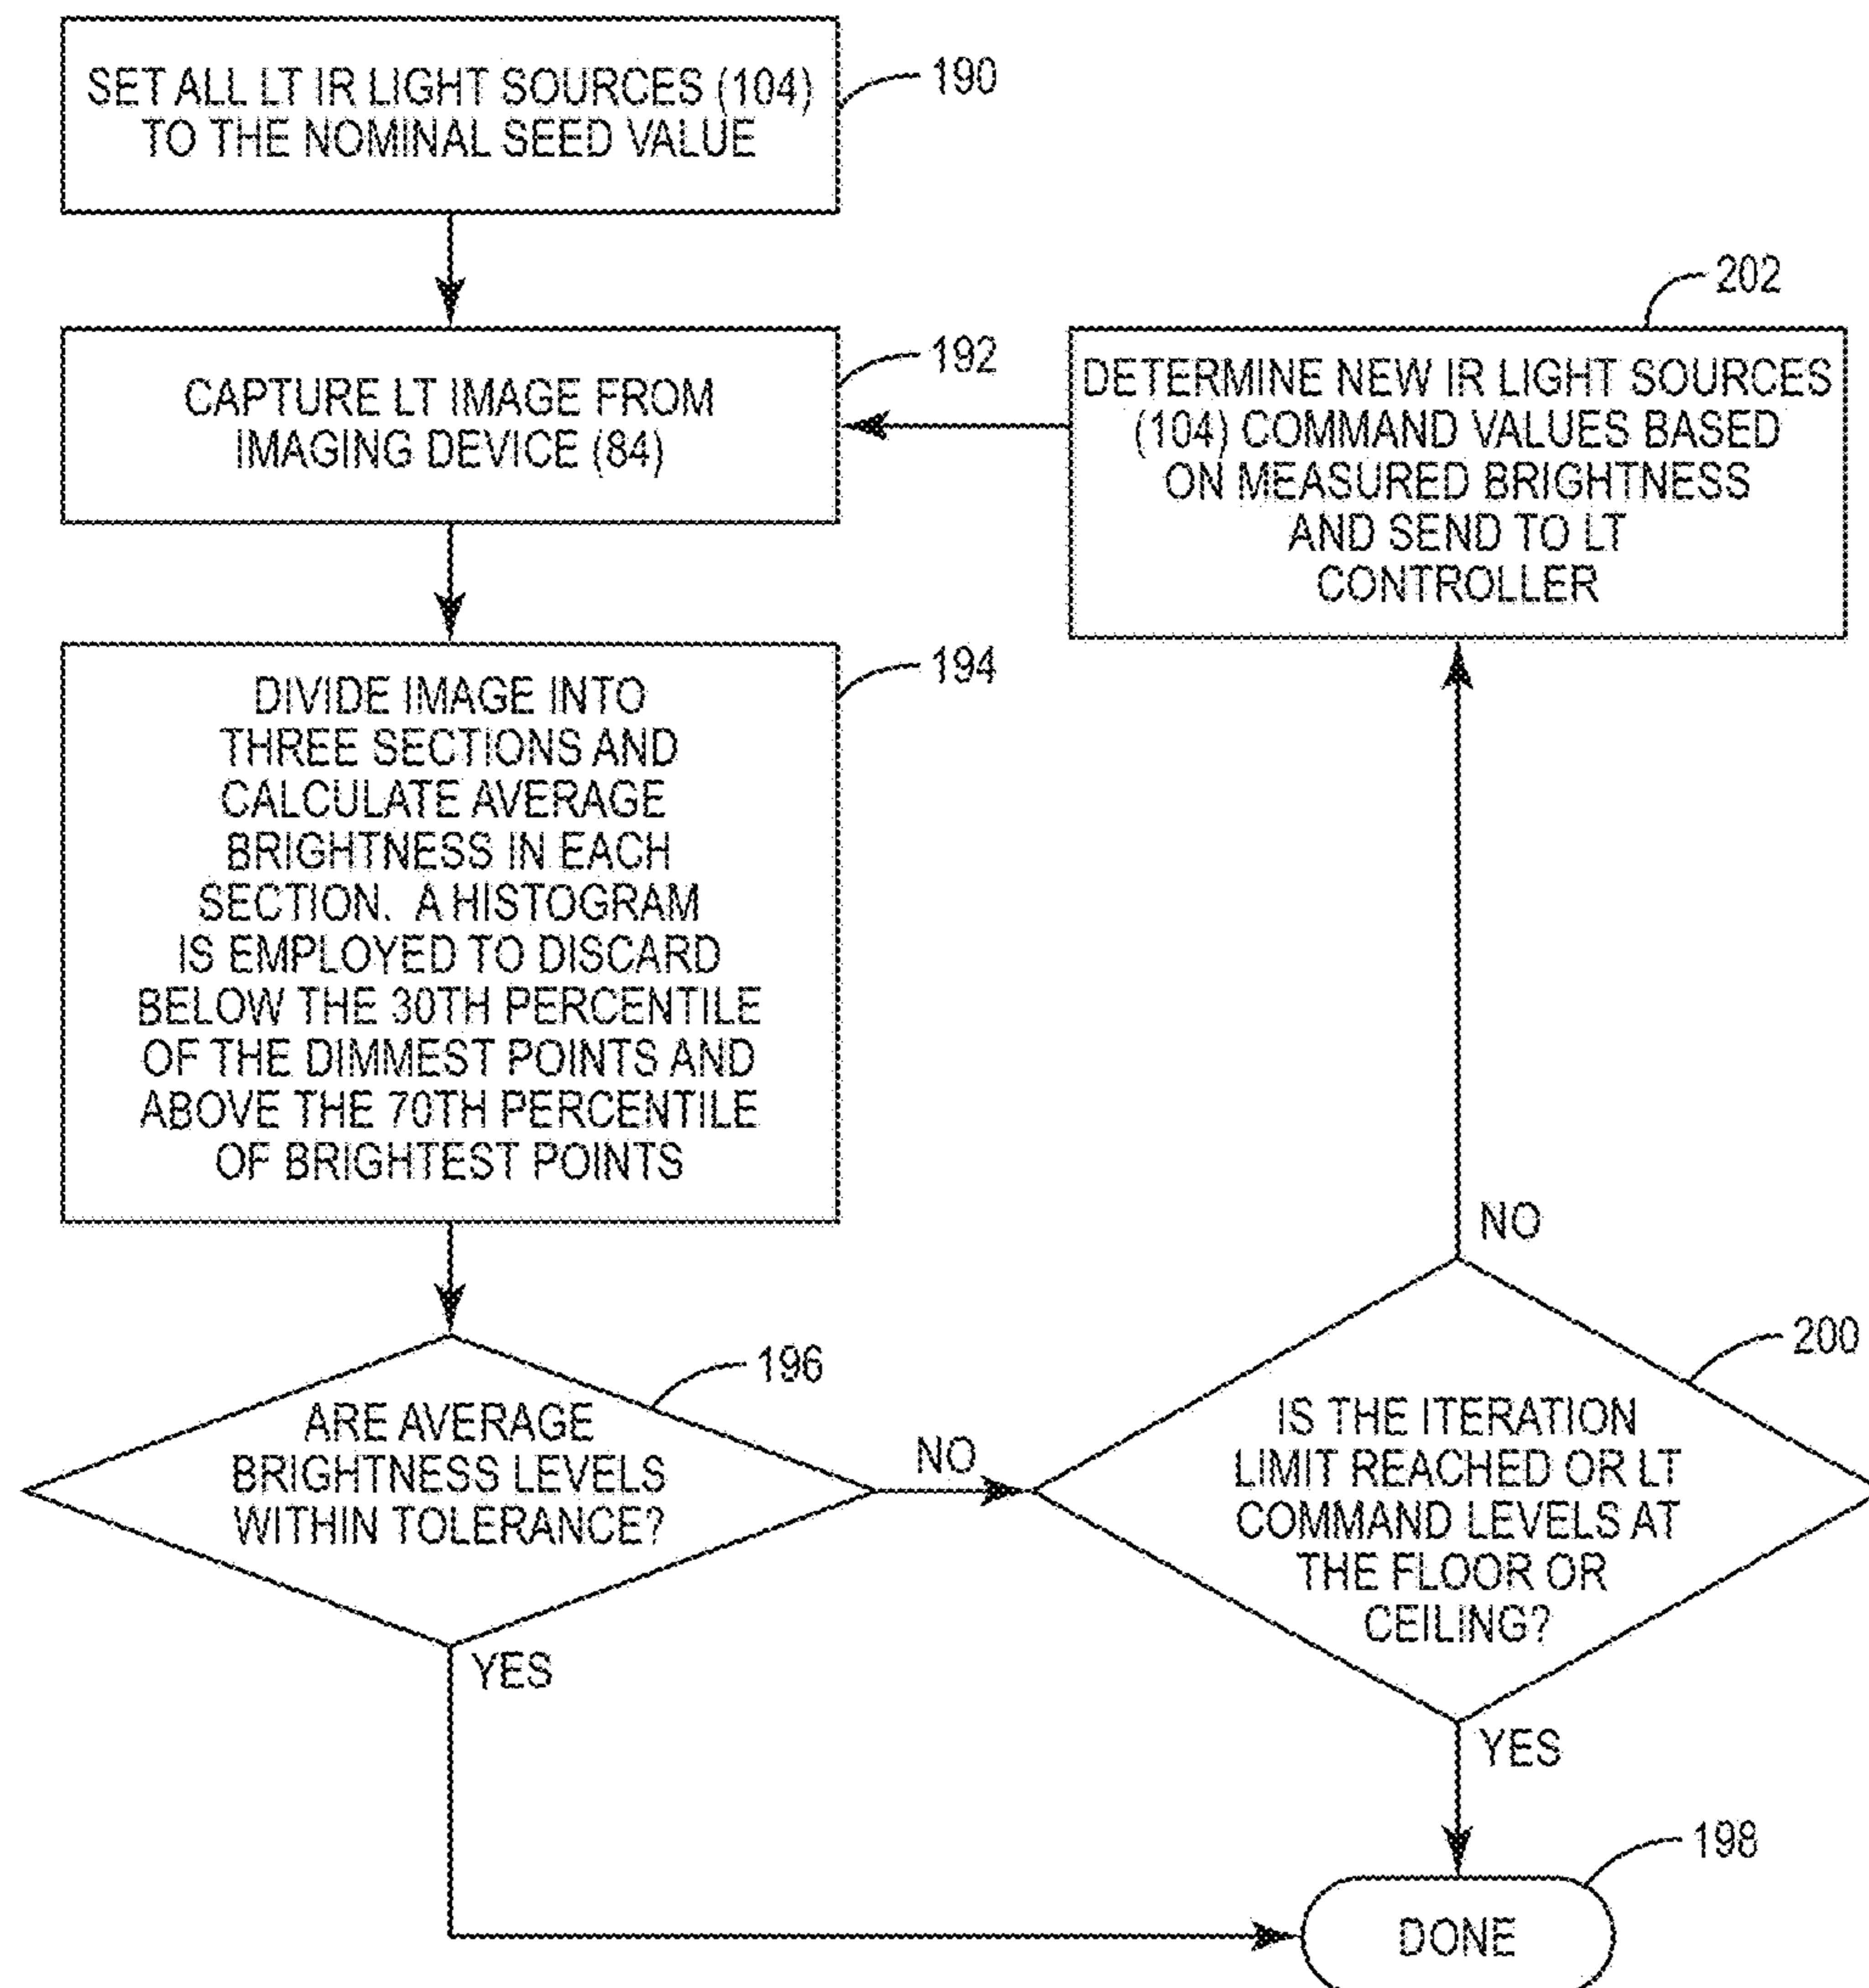 SET ALL LT IR LIGHT SOURCES (104)
TO THE NOMINAL SEED VALUE
190
CAPTURE LT IMAGE FROM
IMAGING DEVICE (84)
192
DETERMINE NEW IR LIGHT SOURCES
(104) COMMAND VALUES BASED
ON MEASURED BRIGHTNESS
AND SEND TO LT
CONTROLLER
202
DIVIDE IMAGE INTO
THREE SECTIONS AND
CALCULATE AVERAGE
BRIGHTNESS IN EACH
SECTION. A HISTOGRAM
IS EMPLOYED TO DISCARD
BELOW THE 30TH PERCENTILE
OF THE DIMMEST POINTS AND
ABOVE THE 70TH PERCENTILE
OF BRIGHTEST POINTS
194
ARE AVERAGE
BRIGHTNESS LEVELS
WITHIN TOLERANCE?
196
NO
YES
IS THE ITERATION
LIMIT REACHED OR LT
COMMAND LEVELS AT
THE FLOOR OR
CEILING?
200
NO
YES
DONE
198